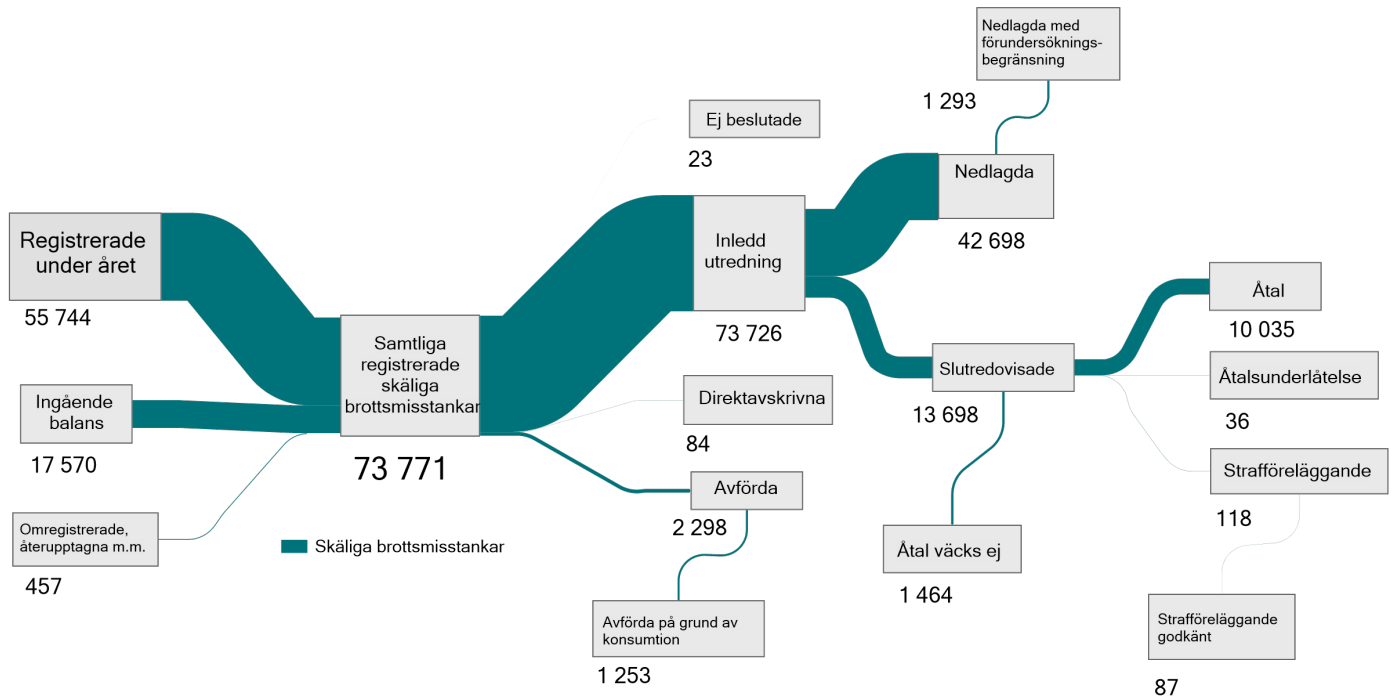 Registrerade
under året
55 744
Ingående
balans
17 570
Omregistrerade,
återupptagna m.m.
457
Samtliga
registrerade
skäliga
brottsmisstankar
73 771
Skäliga brottsmisstankar
Ej beslutade
23
Inledd
utredning
73 726
Direktavskrivna
84
Avförda
2 298
Avförda på grund av
konsumtion
1 253
Nedlagda med
förundersöknings-
begränsning
1 293
Nedlagda
42 698
Slutredovisade
13 698
Åtal väcks ej
1 464
Åtal
10 035
Åtalsunderlåtelse
36
Strafföreläggande
118
Strafföreläggande
godkänt
87